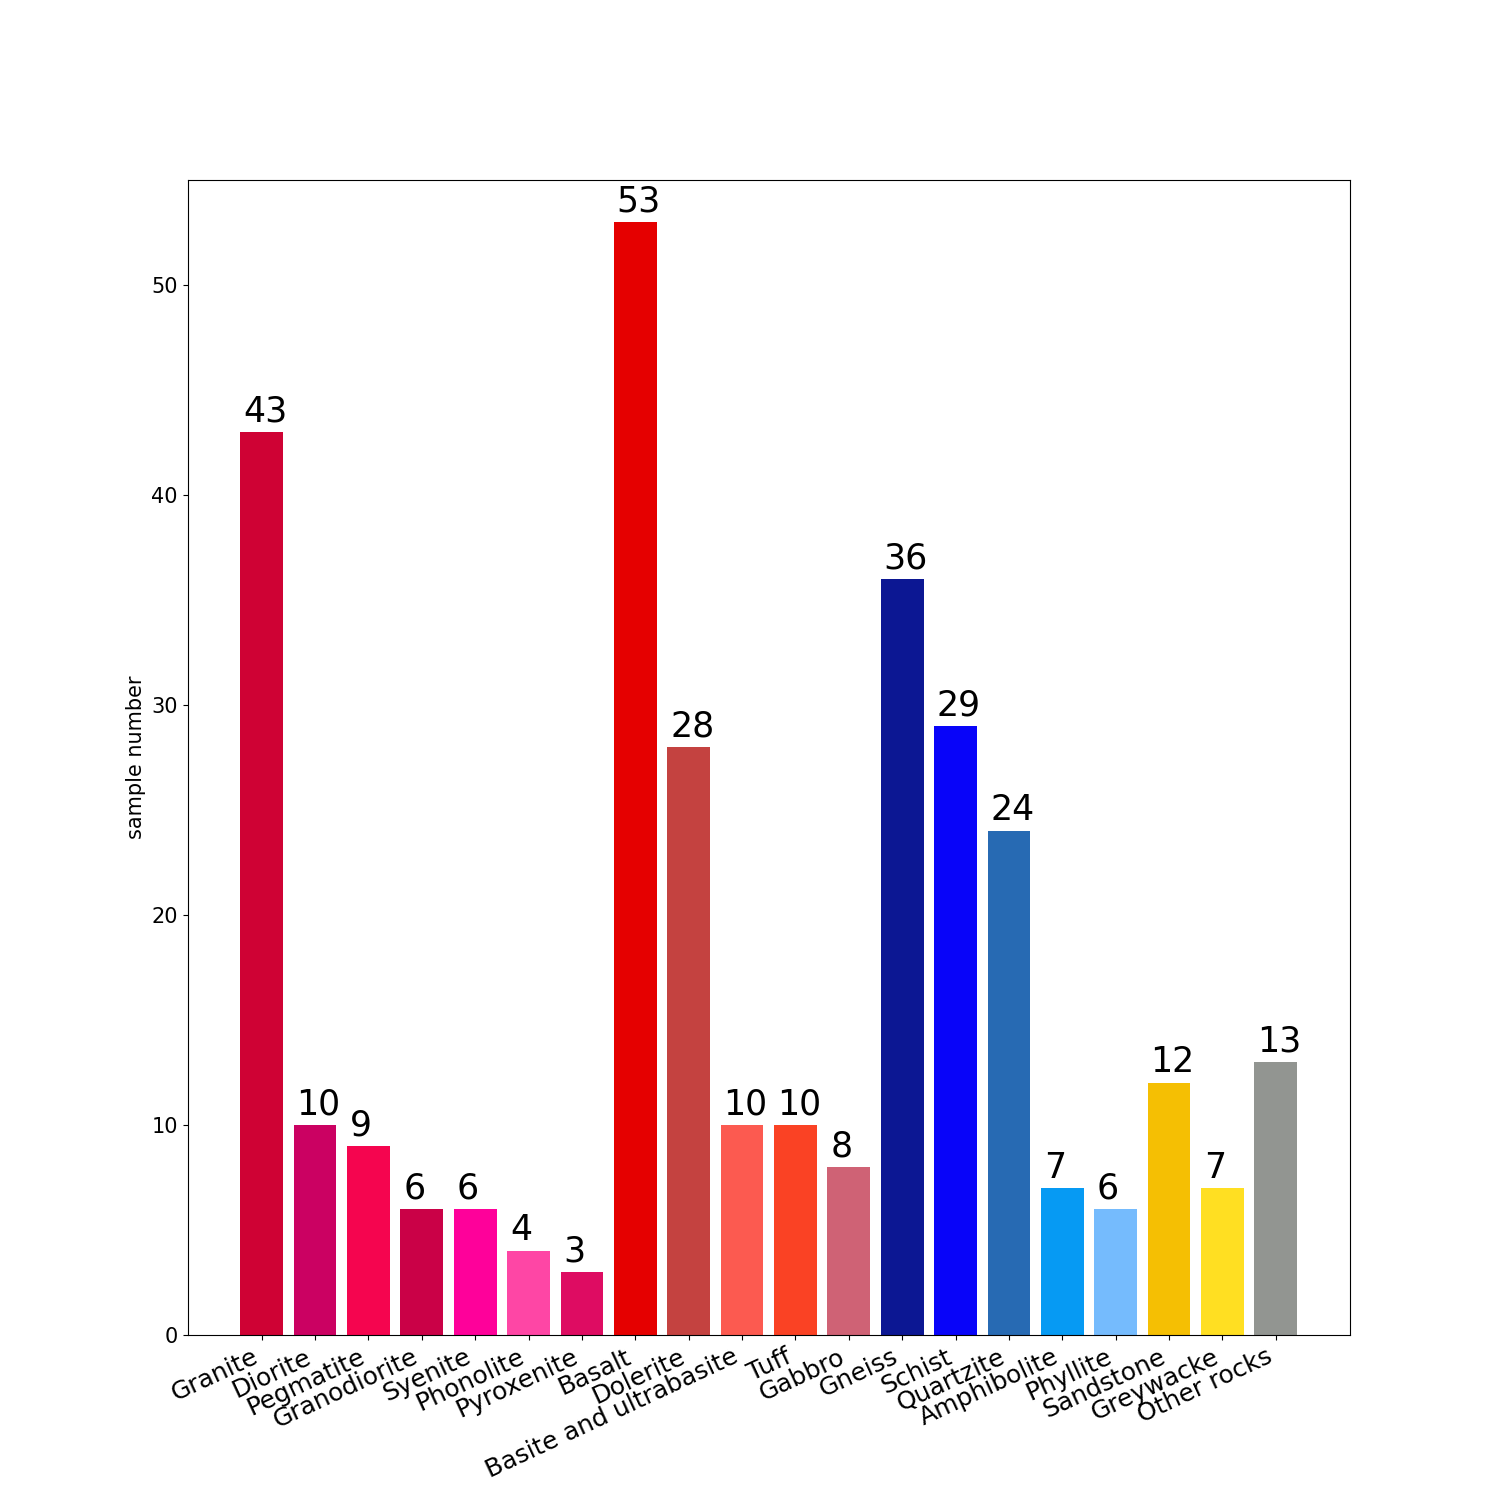 53
50
43
40
36
sample number
30
29
28
24
20
13
12
10
10
10
10
9
8
7
7
6
6
6
4
3
0
Granite
Diorite
Pegmatite
Granodiorite
Syenite
Phonolite
Pyroxenite
Basalt
Dolerite
Basite and ultrabasite
Tuff
Gabbro
Gneiss
Schist
Quartzite
Amphibolite
Phyllite
Sandstone
Greywacke
Other rocks